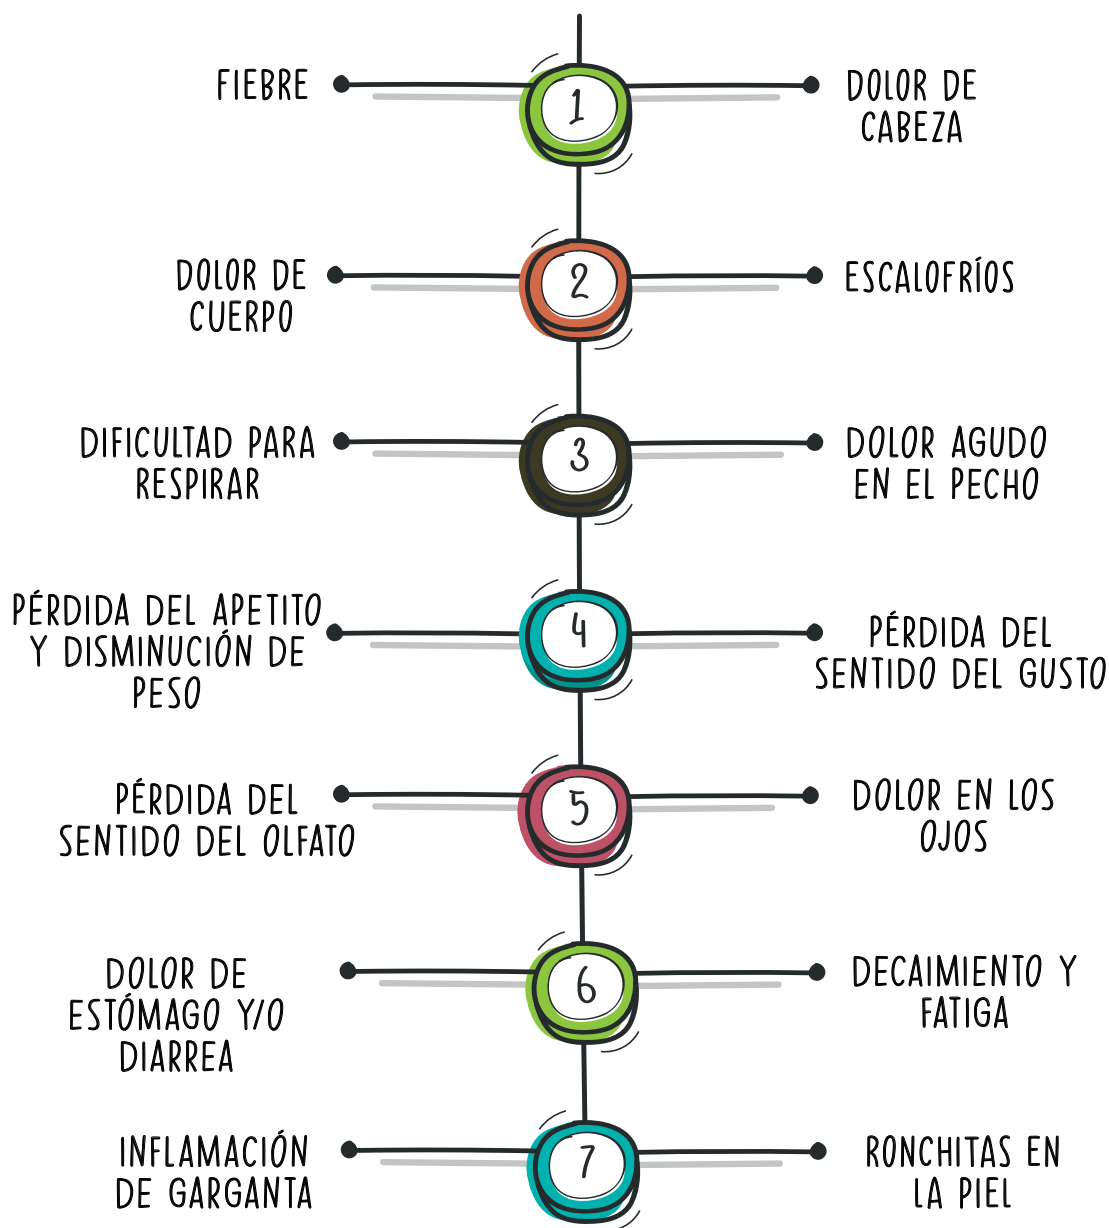 FIEBRE
1
DOLOR DE
CABEZA
DOLOR DE
CUERPO
2
ESCALOFRÍOS
DIFICULTAD PARA
RESPIRAR
3
DOLOR AGUDO
EN EL PECHO
PÉRDIDA DEL APETITO
Y DISMINUCIÓN DE
PESO
4
PÉRDIDA DEL
SENTIDO DEL GUSTO
PÉRDIDA DEL
SENTIDO DEL OLFATO
5
DOLOR EN LOS
OJOS
DOLOR DE
ESTÓMAGO Y/O
DIARREA
6
DECAIMIENTO Y
FATIGA
INFLAMACIÓN
DE GARGANTA
7
RONCHITAS EN
LA PIEL